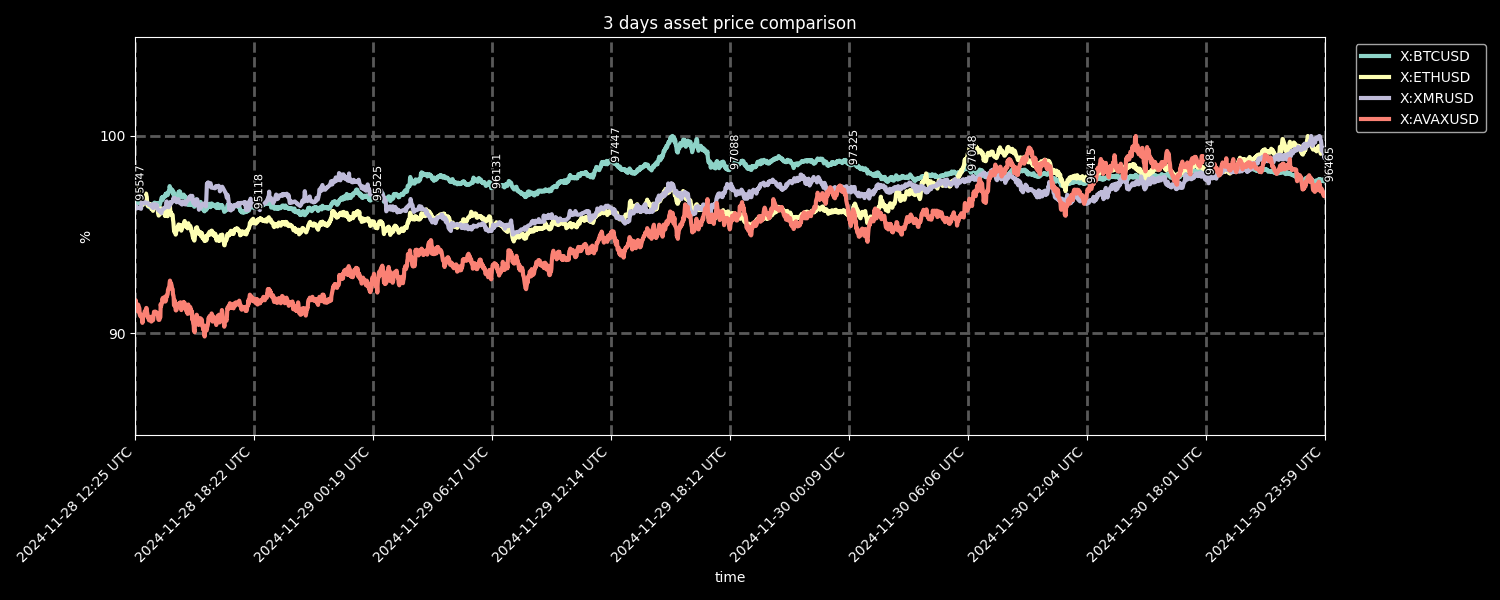 3 days asset price comparison
X:BTCUSD
X:ETHUSD
X:XMRUSD
X:AVAXUSD
100
90
%
95547
95118
95525
96131
97447
97088
97325
97048
96415
96834
96465
2024-11-28 12:25 UTC
2024-11-28 18:22 UTC
2024-11-29 00:19 UTC
2024-11-29 06:17 UTC
2024-11-29 12:14 UTC
2024-11-29 18:12 UTC
2024-11-30 00:09 UTC
2024-11-30 06:06 UTC
2024-11-30 12:04 UTC
2024-11-30 18:01 UTC
2024-11-30 23:59 UTC
time